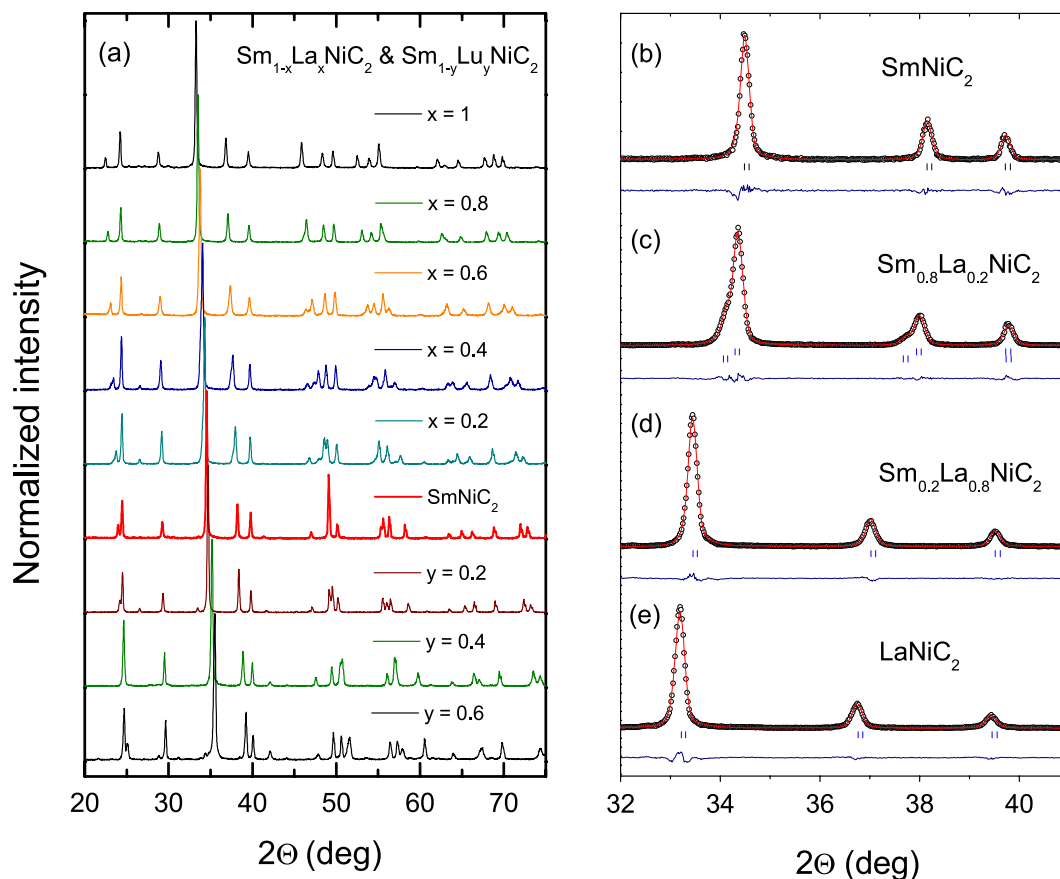 (a)
Sm1-xLaxNiC2 & Sm1-yLuyNiC2
x = 1
x = 0.8
x = 0.6
x = 0.4
x = 0.2
SmNiC2
y = 0.2
y = 0.4
y = 0.6
Normalized intensity
20 30 40 50 60 70
2Θ (deg)
(b)
SmNiC2
(c)
Sm0.8La0.2NiC2
(d)
Sm0.2La0.8NiC2
(e)
LaNiC2
32 34 36 38 40
2Θ (deg)